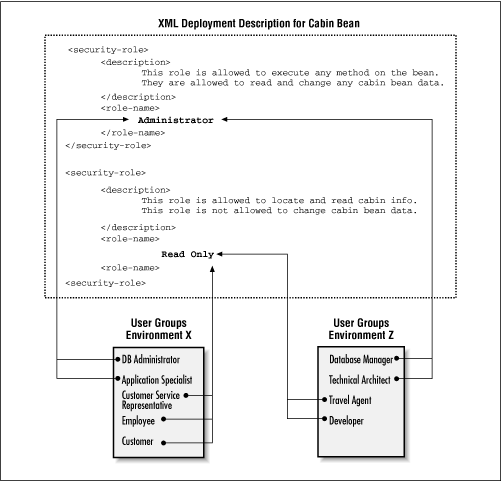 XML Deployment Description for Cabin Bean
<security-role>
<description>
This role is allowed to execute any method on the bean.
They are allowed to read and change any cabin bean data.
</description>
<role-name>
Administrator
</role-name>
</security-role>
<security-role>
<description>
This role is allowed to locate and read cabin info.
This role is not allowed to change cabin bean data.
</description>
<role-name>
Read Only
<role-name>
<security-role>
User Groups
Environment X
DB Administrator
Application Specialist
Customer Service
Representative
Employee
Customer
User Groups
Environment Z
Database Manager
Technical Architect
Travel Agent
Developer